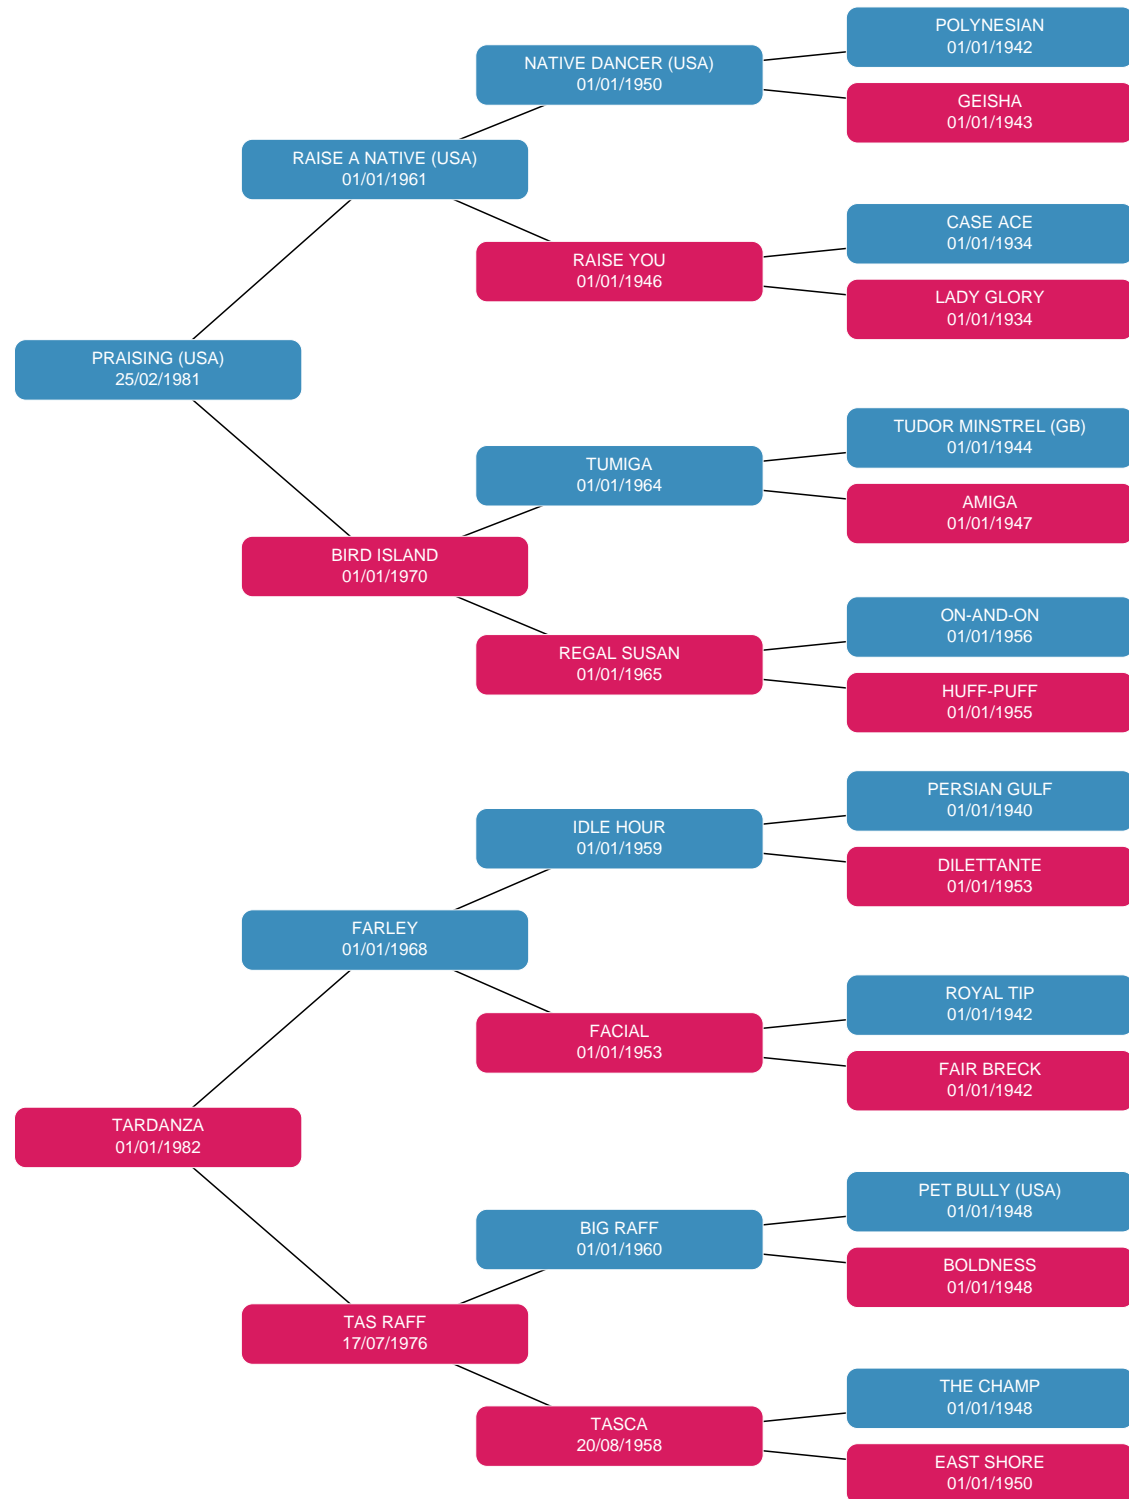 POLYNESIAN
01/01/1942
NATIVE DANCER (USA)
01/01/1950
GEISHA
01/01/1943
RAISE A NATIVE (USA)
01/01/1961
CASE ACE
01/01/1934
RAISE YOU
01/01/1946
LADY GLORY
01/01/1934
PRAISING (USA)
25/02/1981
TUDOR MINSTREL (GB)
01/01/1944
TUMIGA
01/01/1964
AMIGA
01/01/1947
BIRD ISLAND
01/01/1970
ON-AND-ON
01/01/1956
REGAL SUSAN
01/01/1965
HUFF-PUFF
01/01/1955
PERSIAN GULF
01/01/1940
IDLE HOUR
01/01/1959
DILETTANTE
01/01/1953
FARLEY
01/01/1968
ROYAL TIP
01/01/1942
FACIAL
01/01/1953
FAIR BRECK
01/01/1942
TARDANZA
01/01/1982
PET BULLY (USA)
01/01/1948
BIG RAFF
01/01/1960
BOLDNESS
01/01/1948
TAS RAFF
17/07/1976
THE CHAMP
01/01/1948
TASCA
20/08/1958
EAST SHORE
01/01/1950